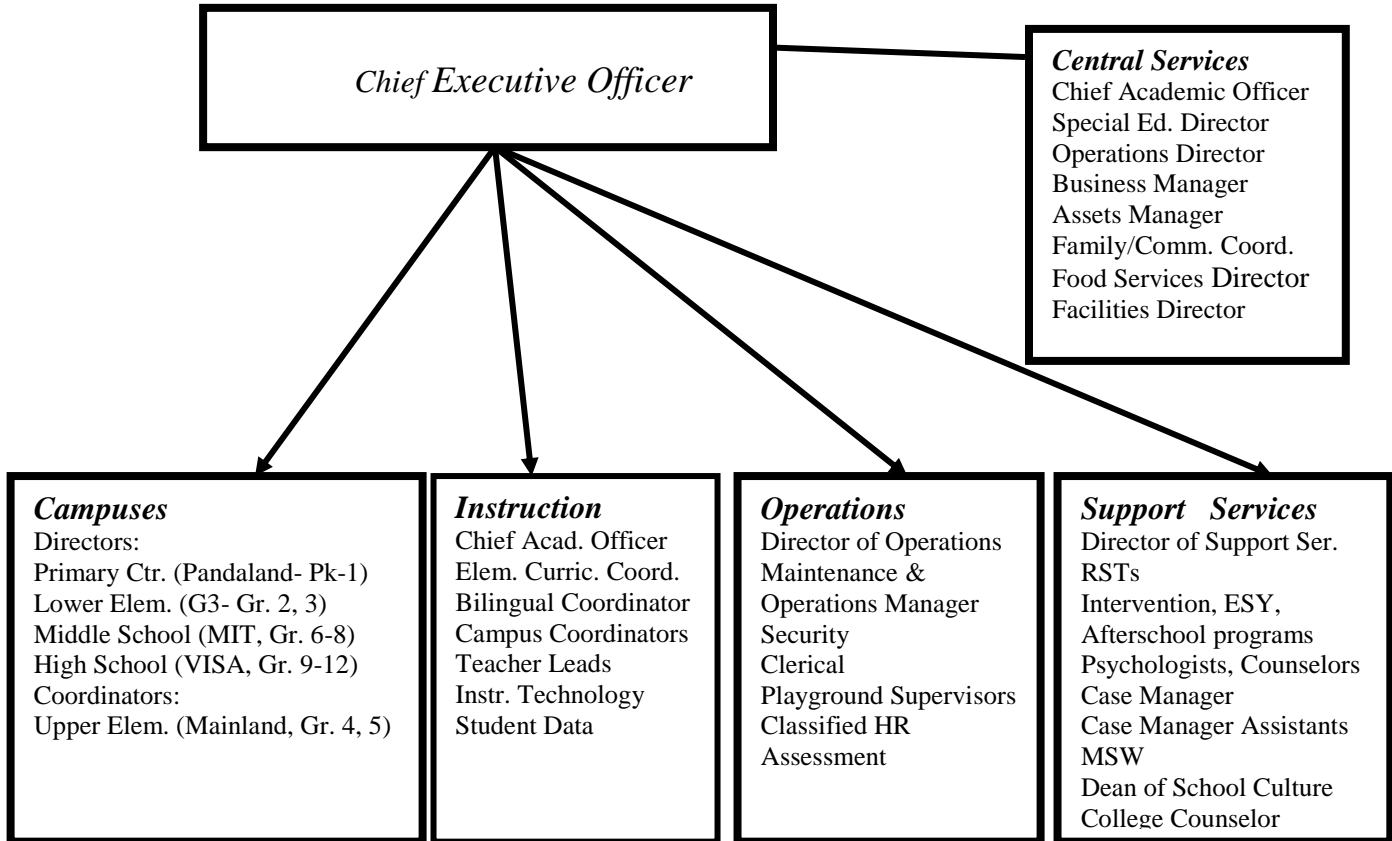 Chief Executive Officer
Central Services
Chief Academic Officer
Special Ed. Director
Operations Director
Business Manager
Assets Manager
Family/Comm. Coord.
Food Services Director
Facilities Director
Campuses
Directors:
Primary Ctr. (Pandaland- Pk-1)
Lower Elem. (G3- Gr. 2, 3)
Middle School (MIT, Gr. 6-8)
High School (VISA, Gr. 9-12)
Coordinators:
Upper Elem. (Mainland, Gr. 4, 5)
Instruction
Chief Acad. Officer
Elem. Curric. Coord.
Bilingual Coordinator
Campus Coordinators
Teacher Leads
Instr. Technology
Student Data
Operations
Director of Operations
Maintenance &
Operations Manager
Security
Clerical
Playground Supervisors
Classified HR
Assessment
Support Services
Director of Support Ser.
RSTs
Intervention, ESY,
Afterschool programs
Psychologists, Counselors
Case Manager
Case Manager Assistants
MSW
Dean of School Culture
College Counselor